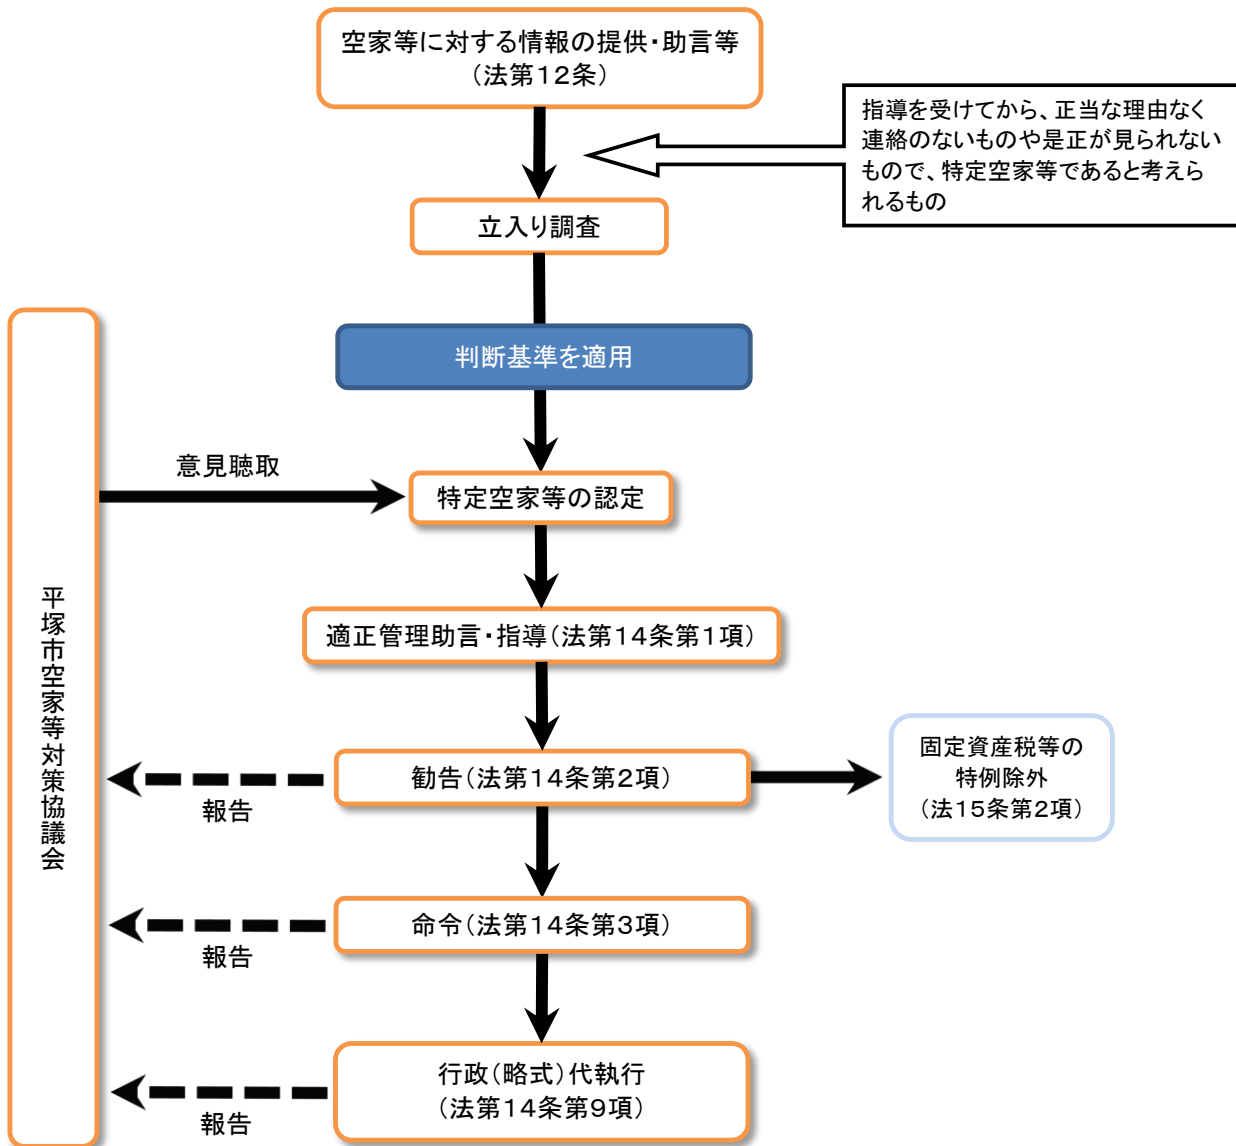 空家等に対する情報の提供・助言等
（法第１２条）
指導を受けてから、正当な理由なく
連絡のないものや是正が見られない
もので、特定空家等であると考えら
れるもの
立入り調査
判断基準を適用
意見聴取
特定空家等の認定
適正管理助言・指導（法第１４条第１項）
平塚市空家等対策協議会
勧告（法第１４条第２項）
報告
固定資産税等の
特例除外
（法１５条第２項）
命令（法第１４条第３項）
報告
行政（略式）代執行
（法第１４条第９項）
報告